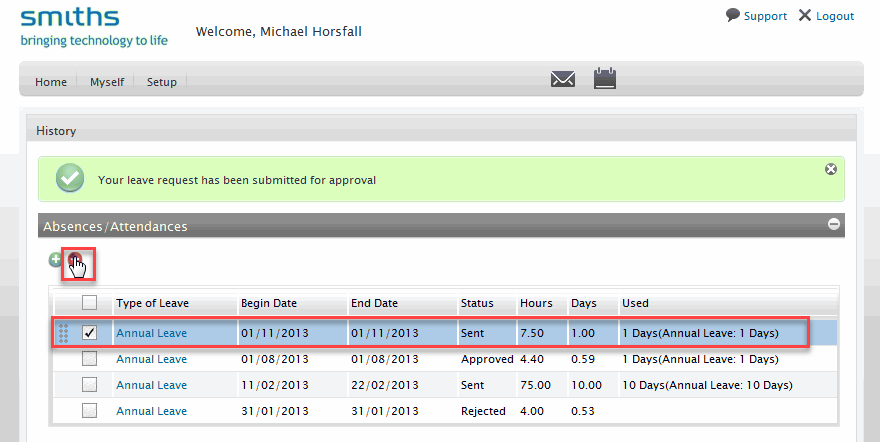 smiths
bringing technology to life
Welcome, Michael Horsfall
Support
Logout
Home Myself Setup
History
Your leave request has been submitted for approval
Absences/Attendances
Type of Leave Begin Date End Date Status Hours Days Used
Annual Leave 01/11/2013 01/11/2013 Sent 7.50 1.00 1 Days(Annual Leave: 1 Days)
Annual Leave 01/08/2013 01/08/2013 Approved 4.40 0.59 1 Days(Annual Leave: 1 Days)
Annual Leave 11/02/2013 22/02/2013 Sent 75.00 10.00 10 Days(Annual Leave: 10 Days)
Annual Leave 31/01/2013 31/01/2013 Rejected 4.00 0.53